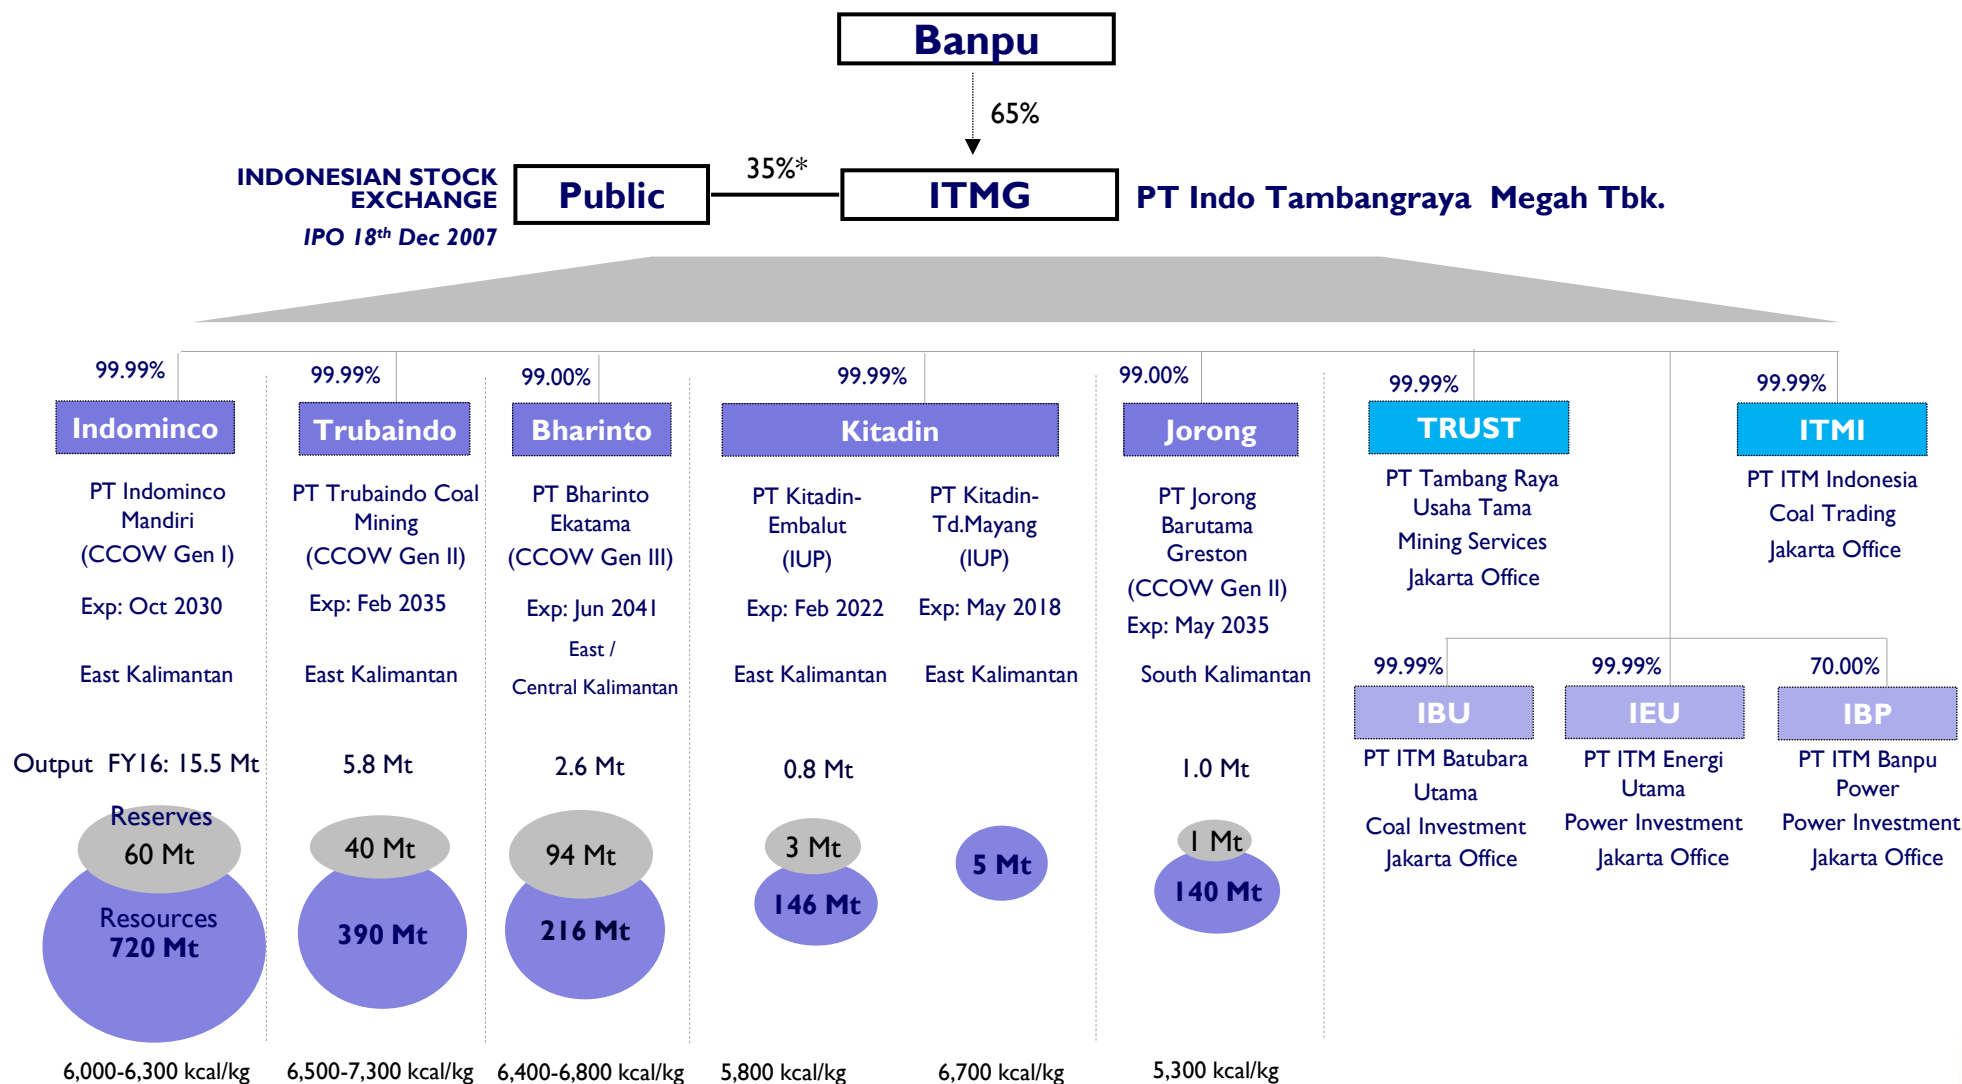 Banpu
65%
INDONESIAN STOCK
EXCHANGE
IPO 18th Dec 2007
Public
35%*
ITMG
PT Indo Tambangraya Megah Tbk.
99.99%
Indominco
PT Indominco
Mandiri
(CCOW Gen I)
Exp: Oct 2030
East Kalimantan
Output FY16: 15.5 Mt
Reserves
60 Mt
Resources
720 Mt
6,000-6,300 kcal/kg
99.99%
Trubaindo
PT Trubaindo Coal
Mining
(CCOW Gen II)
Exp: Feb 2035
East Kalimantan
5.8 Mt
40 Mt
390 Mt
6,500-7,300 kcal/kg
99.00%
Bharinto
PT Bharinto
Ekatama
(CCOW Gen III)
Exp: Jun 2041
East /
Central Kalimantan
2.6 Mt
94 Mt
216 Mt
6,400-6,800 kcal/kg
99.99%
Kitadin
PT Kitadin-
Embalut
(IUP)
Exp: Feb 2022
East Kalimantan
0.8 Mt
3 Mt
146 Mt
5,800 kcal/kg
PT Kitadin-
Td.Mayang
(IUP)
Exp: May 2018
East Kalimantan
5 Mt
6,700 kcal/kg
99.00%
Jorong
PT Jorong
Barutama
Greston
(CCOW Gen II)
Exp: May 2035
South Kalimantan
1.0 Mt
1 Mt
140 Mt
5,300 kcal/kg
99.99%
TRUST
PT Tambang Raya
Usaha Tama
Mining Services
Jakarta Office
99.99%
ITMI
PT ITM Indonesia
Coal Trading
Jakarta Office
99.99%
IBU
PT ITM Batubara
Utama
Coal Investment
Jakarta Office
99.99%
IEU
PT ITM Energi
Utama
Power Investment
Jakarta Office
70.00%
IBP
PT ITM Banpu
Power
Power Investment
Jakarta Office